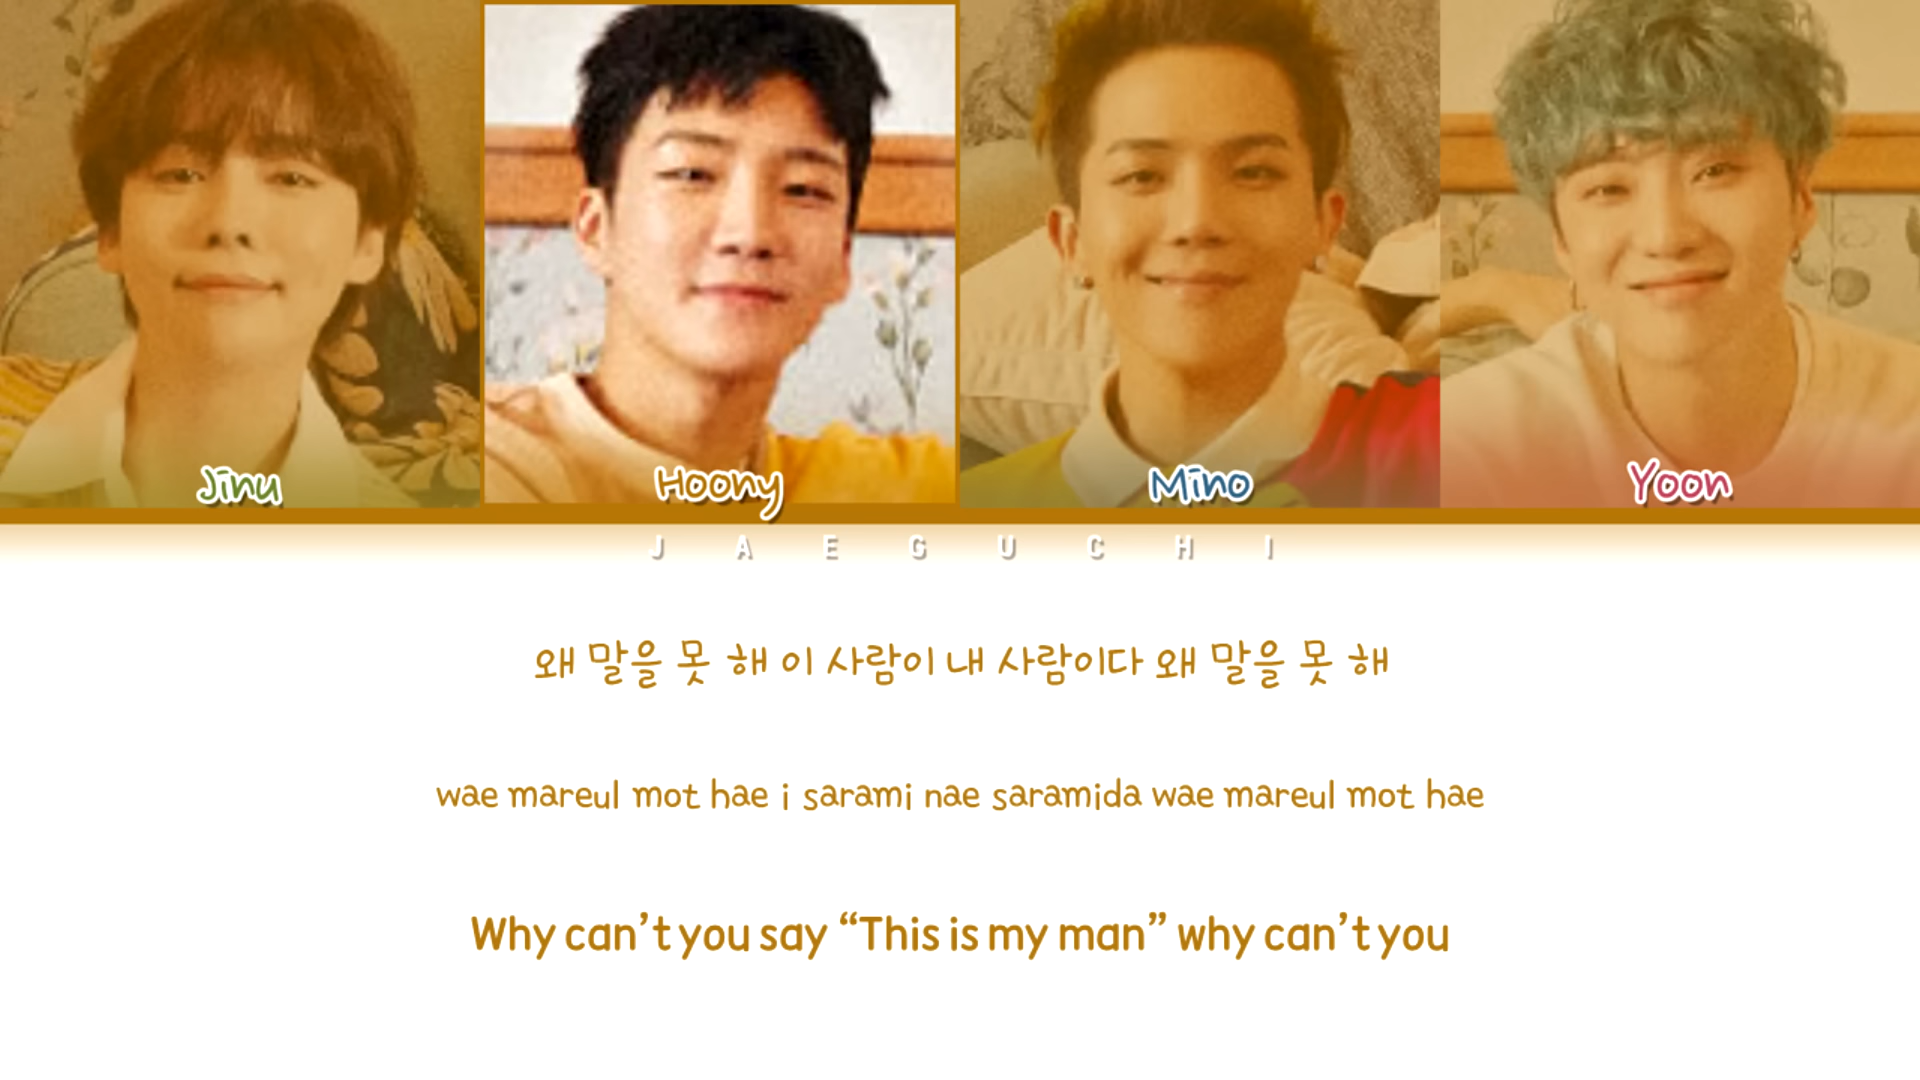 Jinu Hoony Mino Yoon
JAEGUCHI
왜 말을 못 해 이 사람이 내 사람이다 왜 말을 못 해
wae mareul mot hae i sarami nae saramida wae mareul mot hae
Why can’t you say “This is my man” why can’t you